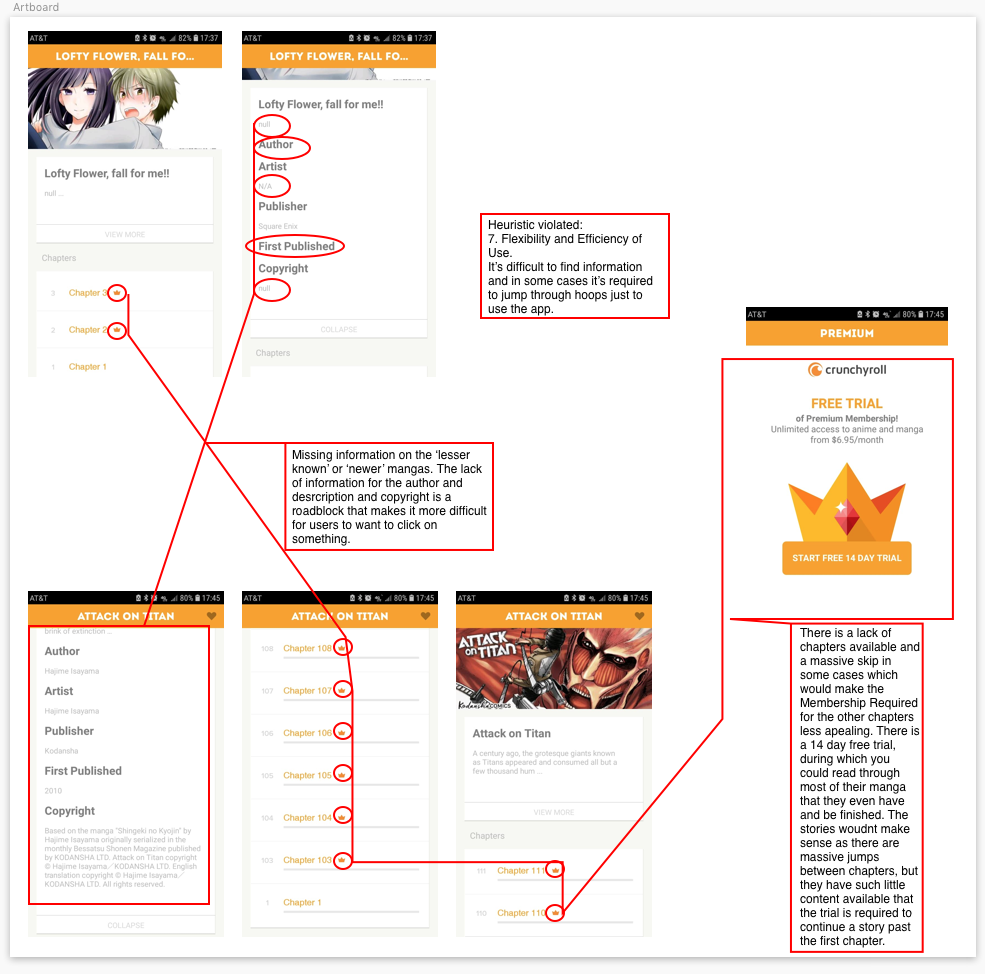 Artboard
AT&T 82% 17:37
LOFTY FLOWER, FALL FO...
Lofty Flower, fall for me!!
null ...
VIEW MORE
Chapters
3 Chapter 3
2 Chapter 2
1 Chapter 1
AT&T 82% 17:37
LOFTY FLOWER, FALL FO...
Lofty Flower, fall for me!!
null
Author
Artist
N/A
Publisher
Square Enix
First Published
Copyright
null
COLLAPSE
Chapters
Heuristic violated:
7. Flexibility and Efficiency of
Use.
It's difficult to find information
and in some cases it's required
to jump through hoops just to
use the app.
AT&T 80% 17:45
PREMIUM
crunchyroll
FREE TRIAL
of Premium Membership!
Unlimited access to anime and manga
from $6.95/month
START FREE 14 DAY TRIAL
Missing information on the 'lesser
known' or 'newer' mangas. The lack
of information for the author and
desrcription and copyright is a
roadblock that makes it more difficult
for users to want to click on
something.
AT&T 80% 17:45
ATTACK ON TITAN
brink of extinction ...
Author
Hajime Isayama
Artist
Hajime Isayama
Publisher
Kodansha
First Published
2010
Copyright
Based on the manga "Shingeki no Kyojin" by
Hajime Isayama originally serialized in the
monthly Bessatsu Shonen Magazine published
by KODANSHA LTD. Attack on Titan copyright
© Hajime Isayama／KODANSHA LTD. English
translation copyright © Hajime Isayama／
KODANSHA LTD. All rights reserved.
COLLAPSE
AT&T 80% 17:45
ATTACK ON TITAN
108 Chapter 108
107 Chapter 107
106 Chapter 106
105 Chapter 105
104 Chapter 104
103 Chapter 103
1 Chapter 1
AT&T 80% 17:45
ATTACK ON TITAN
ATTACK
ON TITAN
Kodansha COMICS
Attack on Titan
A century ago, the grotesque giants known
as Titans appeared and consumed all but a
few thousand hum ...
VIEW MORE
Chapters
111 Chapter 111
110 Chapter 110
There is a lack of
chapters available and
a massive skip in
some cases which
would make the
Membership Required
for the other chapters
less apealing. There is
a 14 day free trial,
during which you
could read through
most of their manga
that they even have
and be finished. The
stories woudnt make
sense as there are
massive jumps
between chapters, but
they have such little
content available that
the trial is required to
continue a story past
the first chapter.